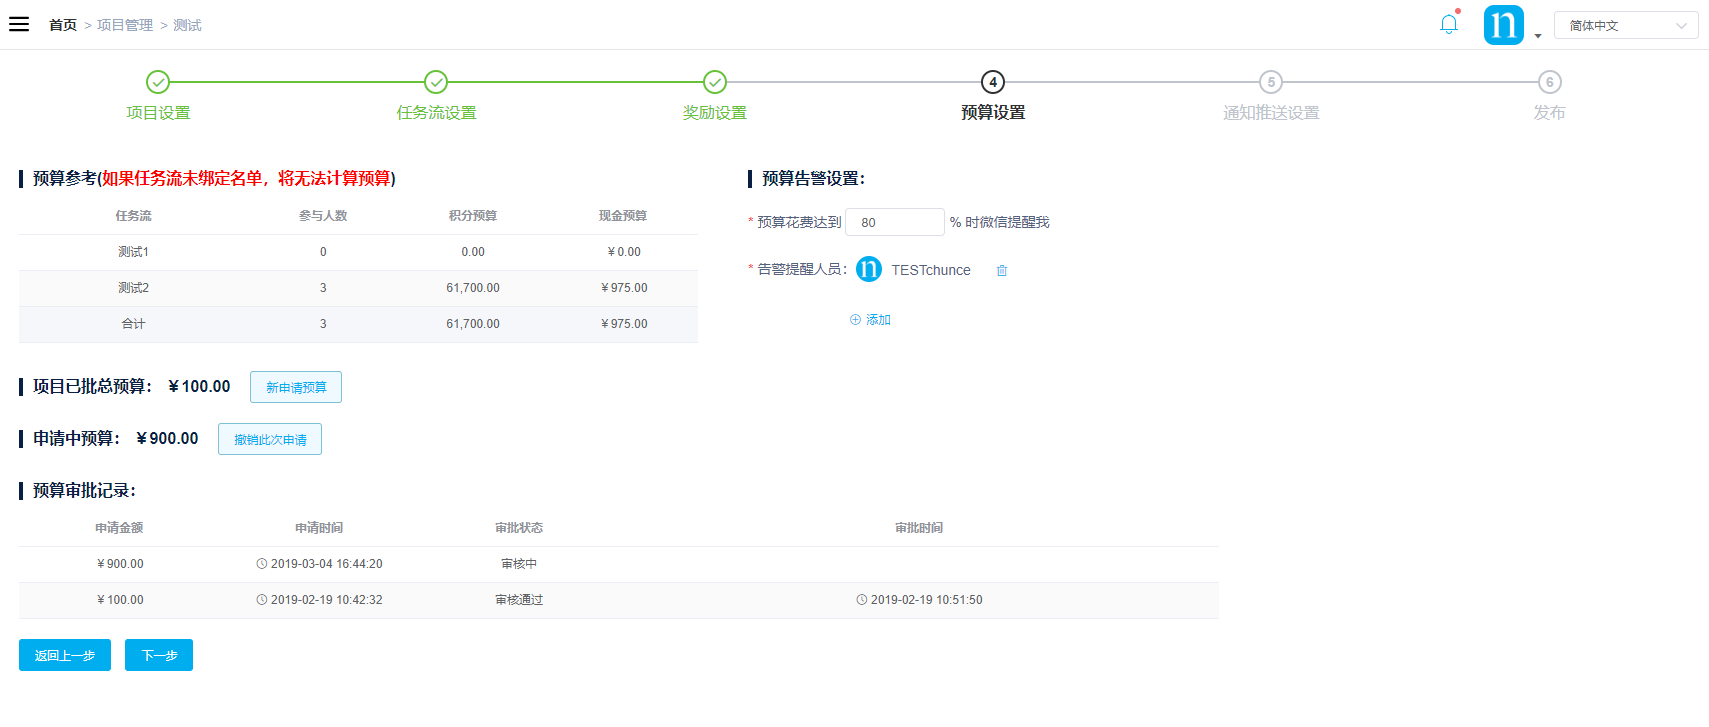 首页 > 项目管理 > 测试
n
简体中文
4 5 6
项目设置 任务流设置 奖励设置 预算设置 通知推送设置 发布
预算参考(如果任务流未绑定名单，将无法计算预算)
任务流 参与人数 积分预算 现金预算
测试1 0 0.00 ¥0.00
测试2 3 61,700.00 ¥975.00
合计 3 61,700.00 ¥975.00
预算告警设置：
* 预算花费达到 80 % 时微信提醒我
* 告警提醒人员： n TESTchunce
添加
项目已批总预算： ¥100.00 新申请预算
申请中预算： ¥900.00 撤销此次申请
预算审批记录：
申请金额 申请时间 审批状态 审批时间
¥900.00 2019-03-04 16:44:20 审核中
¥100.00 2019-02-19 10:42:32 审核通过 2019-02-19 10:51:50
返回上一步 下一步